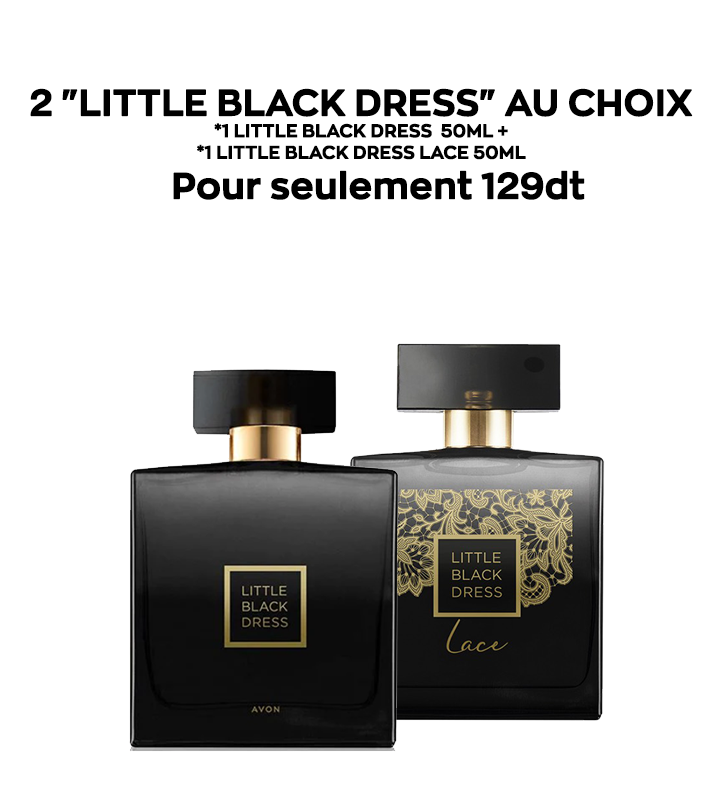 2 "LITTLE BLACK DRESS" AU CHOIX
*1 LITTLE BLACK DRESS 50ML +
*1 LITTLE BLACK DRESS LACE 50ML
Pour seulement 129dt
LITTLE
BLACK
DRESS
AVON
LITTLE
BLACK
DRESS
Lace